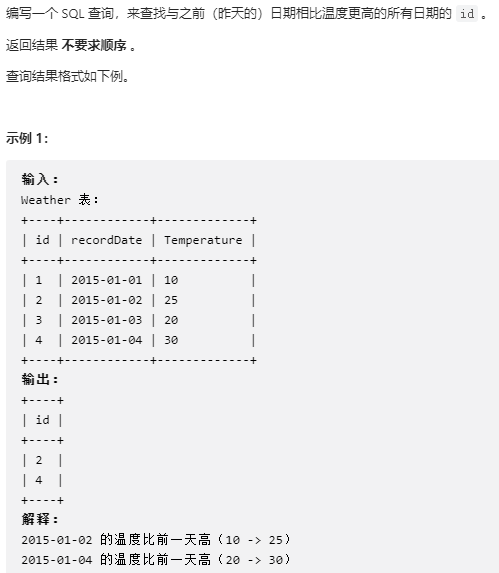 编写一个 SQL 查询，来查找与之前（昨天的）日期相比温度更高的所有日期的 id 。
返回结果 不要求顺序 。
查询结果格式如下例。
示例 1：
输入：
Weather 表：
+----+------------+-------------+
| id | recordDate | Temperature |
+----+------------+-------------+
| 1  | 2015-01-01 | 10          |
| 2  | 2015-01-02 | 25          |
| 3  | 2015-01-03 | 20          |
| 4  | 2015-01-04 | 30          |
+----+------------+-------------+
输出：
+----+
| id |
+----+
| 2  |
| 4  |
+----+
解释：
2015-01-02 的温度比前一天高（10 -> 25）
2015-01-04 的温度比前一天高（20 -> 30）